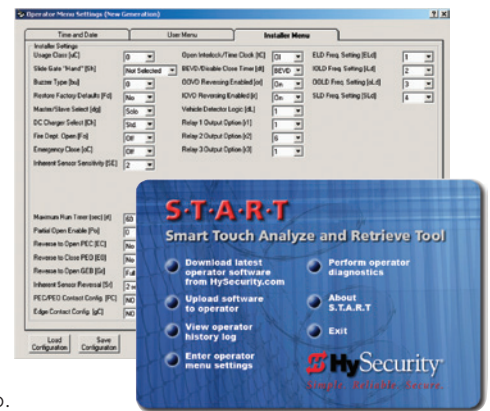 Operator Menu Settings (New Generation)
Time and Date
User Menu
Installer Menu
Installer Settings
Usage Class [uC]
0
Open Interlock/Time Clock [tC]
OI
ELD Freq. Setting [ELd]
1
Slide Gate "Hand" [Sh]
Not Selected
BEVD/Disable Close Timer [dt]
BEVD
IOLD Freq. Setting [iLd]
2
Buzzer Type [bu]
0
OOVD Reversing Enabled [or]
On
OOLD Freq. Setting [oLd]
3
Restore Factory Defaults [Fd]
No
IOVD Reversing Enabled [ir]
On
SLD Freq. Setting [SLd]
4
Master/Slave Select [dg]
Solo
Vehicle Detector Logic [dL]
1
DC Charger Select [Ch]
Std
Relay 1 Output Option [r1]
1
Fire Dept. Open [Fo]
Off
Relay 2 Output Option [r2]
6
Emergency Close [uC]
Off
Relay 3 Output Option [r3]
1
Inherent Sensor Sensitivity [SE]
2
Maximum Run Timer (sec) [rt]
60
Partial Open Enable [Po]
0
Reverse to Open PEC [EC]
No
Reverse to Close PEO [EO]
No
Reverse to Open GEB [Gr]
Full
Inherent Sensor Reversal [Sr]
PEC/PEO Contact Config. [PC]
NO
Edge Contact Config. [gC]
NO
Load Configuration
Save Configuration
S·T·A·R·T
Smart Touch Analyze and Retrieve Tool
Download latest
operator software
from HySecurity.com
Upload software
to operator
View operator
history log
Enter operator
menu settings
Perform operator
diagnostics
About
S.T.A.R.T
Exit
HySecurity
Simple. Reliable. Secure.